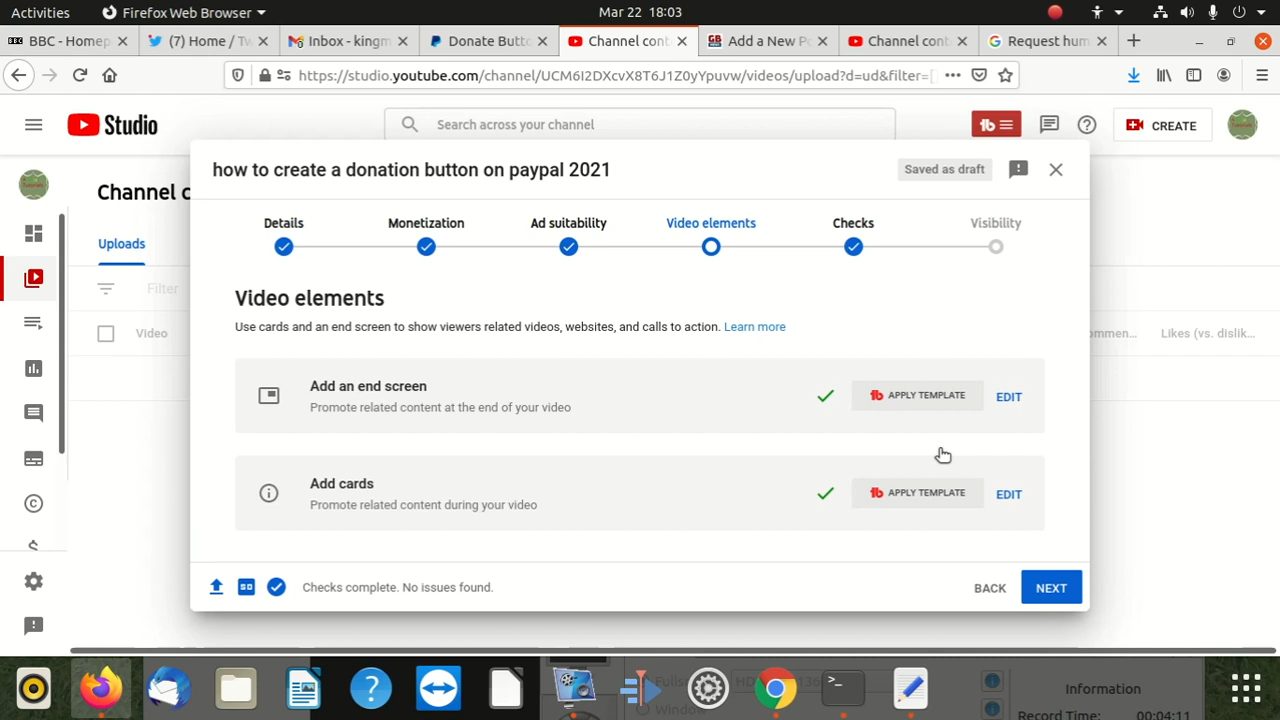 Activities Firefox Web Browser Mar 22 18:03
BBC - Homep (7) Home / Tw Inbox - kingm Donate Butto Channel cont Add a New Po Channel cont Request hum
https://studio.youtube.com/channel/UCM6I2DXcvX8T6J1Z0yYpuvw/videos/upload?d=ud&filter=[
Studio Search across your channel CREATE
how to create a donation button on paypal 2021 Saved as draft
Channel c
Details Monetization Ad suitability Video elements Checks Visibility
Uploads
Filter
Video elements
Use cards and an end screen to show viewers related videos, websites, and calls to action. Learn more
Video ommen... Likes (vs. dislik...
Add an end screen
Promote related content at the end of your video
APPLY TEMPLATE EDIT
Add cards
Promote related content during your video
APPLY TEMPLATE EDIT
SD Checks complete. No issues found. BACK NEXT
Information
Window
Record Time: 00:04:11